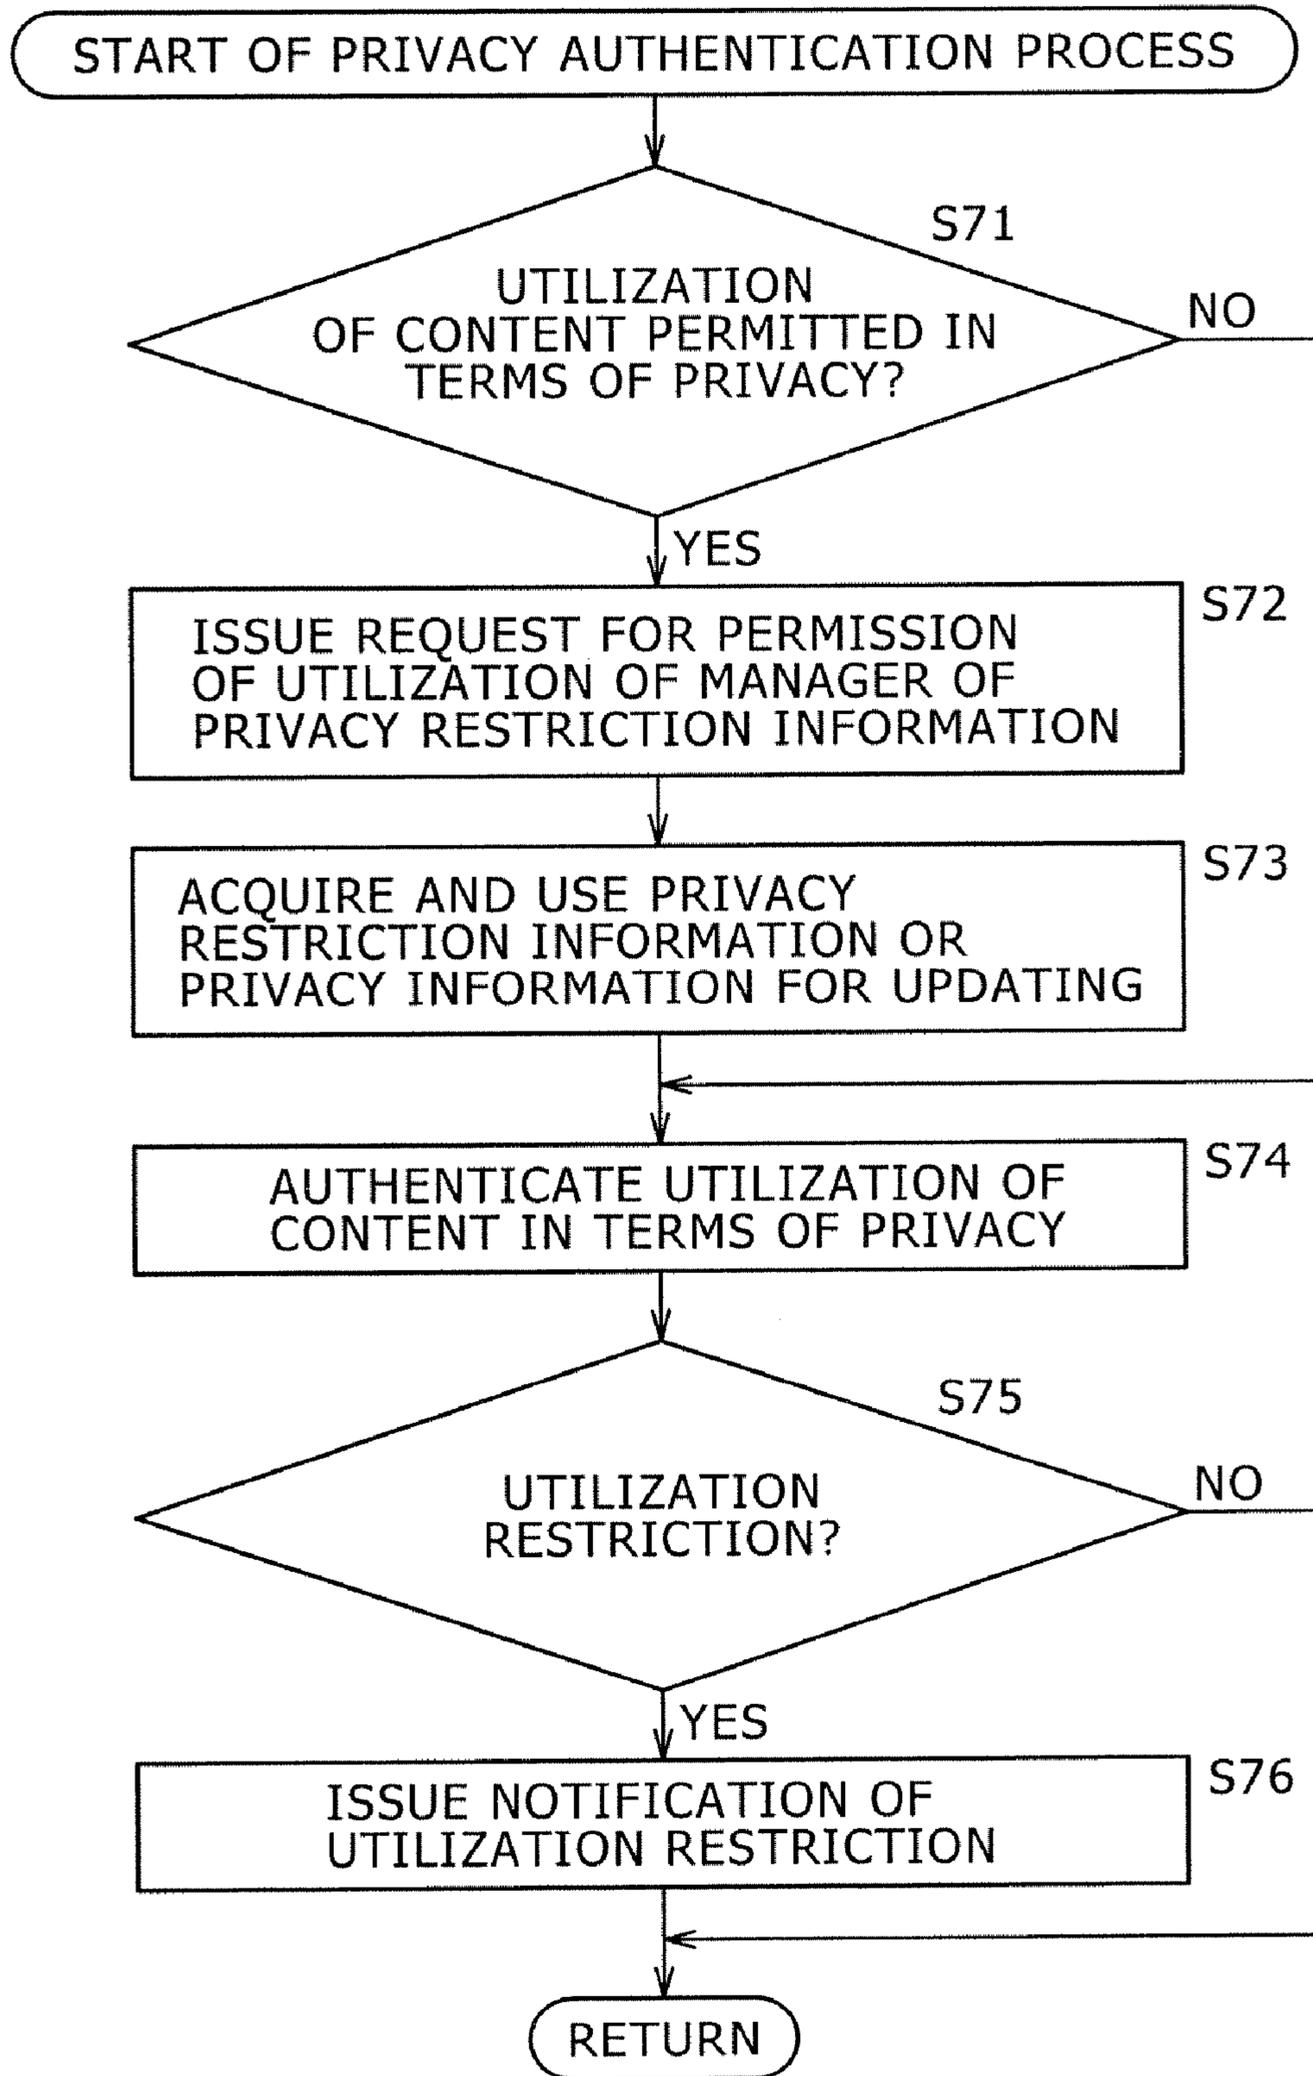 START OF PRIVACY AUTHENTICATION PROCESS
S71
UTILIZATION
OF CONTENT PERMITTED IN
TERMS OF PRIVACY?
NO
YES
S72
ISSUE REQUEST FOR PERMISSION
OF UTILIZATION OF MANAGER OF
PRIVACY RESTRICTION INFORMATION
S73
ACQUIRE AND USE PRIVACY
RESTRICTION INFORMATION OR
PRIVACY INFORMATION FOR UPDATING
S74
AUTHENTICATE UTILIZATION OF
CONTENT IN TERMS OF PRIVACY
S75
UTILIZATION
RESTRICTION?
NO
YES
S76
ISSUE NOTIFICATION OF
UTILIZATION RESTRICTION
RETURN